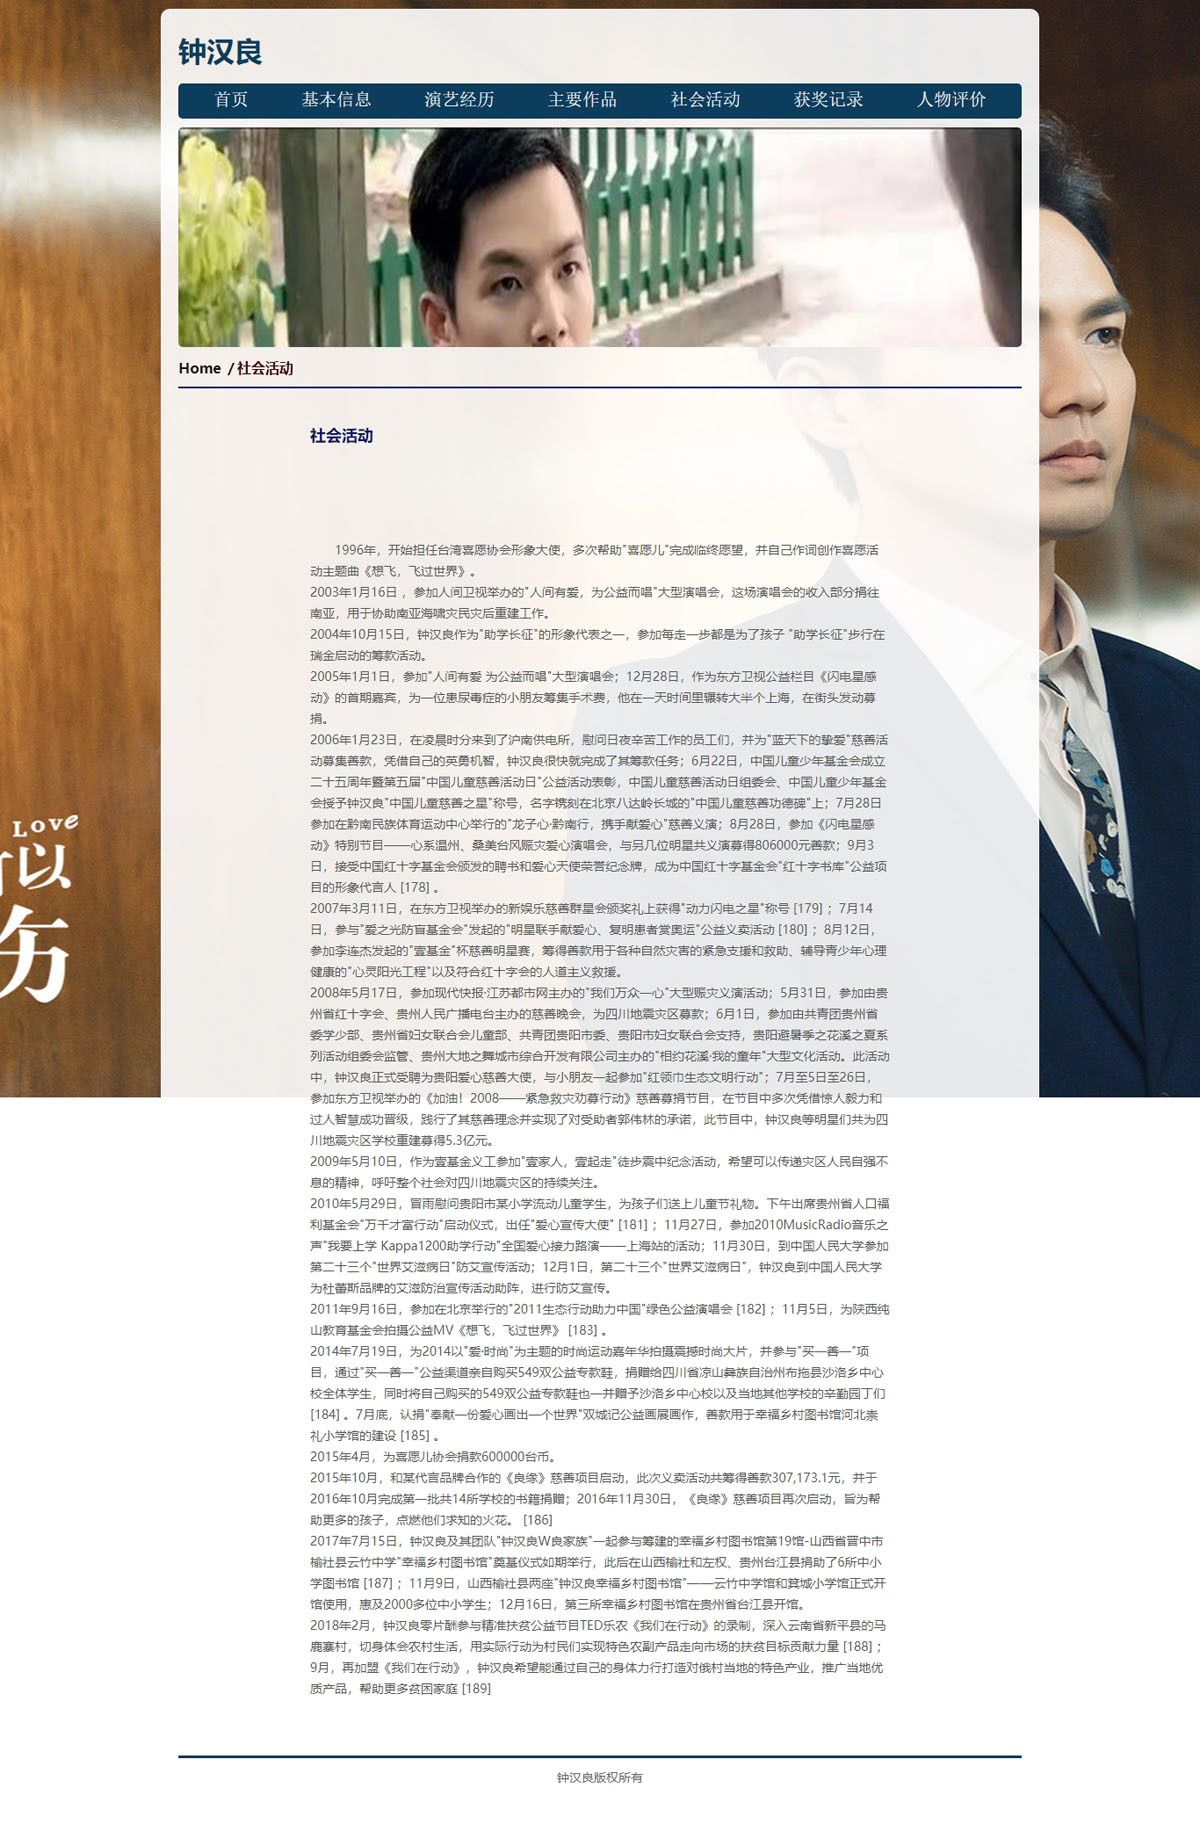 钟汉良
首页 基本信息 演艺经历 主要作品 社会活动 获奖记录 人物评价
Home /社会活动
社会活动
1996年，开始担任台湾喜愿协会形象大使，多次帮助"喜愿儿"完成临终愿望，并自己作词创作喜愿活
动主题曲《想飞，飞过世界》。
2003年1月16日 ，参加人间卫视举办的"人间有爱，为公益而唱"大型演唱会，这场演唱会的收入部分捐往
南亚，用于协助南亚海啸灾民灾后重建工作。
2004年10月15日，钟汉良作为"助学长征"的形象代表之一，参加每走一步都是为了孩子 "助学长征"步行在
瑞金启动的筹款活动。
2005年1月1日，参加"人间有爱 为公益而唱"大型演唱会；12月28日，作为东方卫视公益栏目《闪电星感
动》的首期嘉宾，为一位患尿毒症的小朋友筹集手术费，他在一天时间里辗转大半个上海，在街头发动募
捐。
2006年1月23日，在凌晨时分来到了沪南供电所，慰问日夜辛苦工作的员工们，并为"蓝天下的挚爱"慈善活
动募集善款，凭借自己的英勇机智，钟汉良很快就完成了其筹款任务；6月22日，中国儿童少年基金会成立
二十五周年暨第五届"中国儿童慈善活动日"公益活动表彰，中国儿童慈善活动日组委会、中国儿童少年基金
会授予钟汉良"中国儿童慈善之星"称号，名字镌刻在北京八达岭长城的"中国儿童慈善功德碑"上；7月28日
参加在黔南民族体育运动中心举行的"龙子心·黔南行，携手献爱心"慈善义演；8月28日，参加《闪电星感
动》特别节目——心系温州、桑美台风赈灾爱心演唱会，与另几位明星共义演募得806000元善款；9月3
日，接受中国红十字基金会颁发的聘书和爱心天使荣誉纪念牌，成为中国红十字基金会"红十字书库"公益项
目的形象代言人 [178] 。
2007年3月11日，在东方卫视举办的新娱乐慈善群星会颁奖礼上获得"动力闪电之星"称号 [179] ；7月14
日，参与"爱之光防盲基金会"发起的"明星联手献爱心、复明患者赏奥运"公益义卖活动 [180] ；8月12日，
参加李连杰发起的"壹基金"杯慈善明星赛，筹得善款用于各种自然灾害的紧急支援和救助、辅导青少年心理
健康的"心灵阳光工程"以及符合红十字会的人道主义救援。
2008年5月17日，参加现代快报·江苏都市网主办的"我们万众一心"大型赈灾义演活动；5月31日，参加由贵
州省红十字会、贵州人民广播电台主办的慈善晚会，为四川地震灾区募款；6月1日，参加由共青团贵州省
委学少部、贵州省妇女联合会儿童部、共青团贵阳市委、贵阳市妇女联合会支持，贵阳避暑季之花溪之夏系
列活动组委会监管、贵州大地之舞城市综合开发有限公司主办的"相约花溪·我的童年"大型文化活动。此活动
中，钟汉良正式受聘为贵阳爱心慈善大使，与小朋友一起参加"红领巾生态文明行动"；7月至5日至26日，
参加东方卫视举办的《加油！2008——紧急救灾劝募行动》慈善募捐节目，在节目中多次凭借惊人毅力和
过人智慧成功晋级，践行了其慈善理念并实现了对受助者郭伟林的承诺，此节目中，钟汉良等明星们共为四
川地震灾区学校重建募得5.3亿元。
2009年5月10日，作为壹基金义工参加"壹家人，壹起走"徒步震中纪念活动，希望可以传递灾区人民自强不
息的精神，呼吁整个社会对四川地震灾区的持续关注。
2010年5月29日，冒雨慰问贵阳市某小学流动儿童学生，为孩子们送上儿童节礼物。下午出席贵州省人口福
利基金会"万千才富行动"启动仪式，出任"爱心宣传大使" [181] ；11月27日，参加2010MusicRadio音乐之
声"我要上学 Kappa1200助学行动"全国爱心接力路演——上海站的活动；11月30日，到中国人民大学参加
第二十三个"世界艾滋病日"防艾宣传活动；12月1日，第二十三个"世界艾滋病日"，钟汉良到中国人民大学
为杜蕾斯品牌的艾滋防治宣传活动助阵，进行防艾宣传。
2011年9月16日，参加在北京举行的"2011生态行动助力中国"绿色公益演唱会 [182] ；11月5日，为陕西纯
山教育基金会拍摄公益MV《想飞，飞过世界》 [183] 。
2014年7月19日，为2014以"爱·时尚"为主题的时尚运动嘉年华拍摄震撼时尚大片，并参与"买一善一"项
目，通过"买一善一"公益渠道亲自购买549双公益专款鞋，捐赠给四川省凉山彝族自治州布拖县沙洛乡中心
校全体学生，同时将自己购买的549双公益专款鞋也一并赠予沙洛乡中心校以及当地其他学校的辛勤园丁们
[184] 。7月底，认捐"奉献一份爱心画出一个世界"双城记公益画展画作，善款用于幸福乡村图书馆河北崇
礼小学馆的建设 [185] 。
2015年4月，为喜愿儿协会捐款600000台币。
2015年10月，和某代言品牌合作的《良缘》慈善项目启动，此次义卖活动共筹得善款307,173.1元，并于
2016年10月完成第一批共14所学校的书籍捐赠；2016年11月30日，《良缘》慈善项目再次启动，旨为帮
助更多的孩子，点燃他们求知的火花。 [186]
2017年7月15日，钟汉良及其团队"钟汉良W良家族"一起参与筹建的幸福乡村图书馆第19馆-山西省晋中市
榆社县云竹中学"幸福乡村图书馆"奠基仪式如期举行，此后在山西榆社和左权、贵州台江县捐助了6所中小
学图书馆 [187] ；11月9日，山西榆社县两座"钟汉良幸福乡村图书馆"——云竹中学馆和箕城小学馆正式开
馆使用，惠及2000多位中小学生；12月16日，第三所幸福乡村图书馆在贵州省台江县开馆。
2018年2月，钟汉良零片酬参与精准扶贫公益节目TED乐农《我们在行动》的录制，深入云南省新平县的马
鹿寨村，切身体会农村生活，用实际行动为村民们实现特色农副产品走向市场的扶贫目标贡献力量 [188] ；
9月，再加盟《我们在行动》，钟汉良希望能通过自己的身体力行打造对俄村当地的特色产业，推广当地优
质产品，帮助更多贫困家庭 [189]
Love
以
伤
钟汉良版权所有